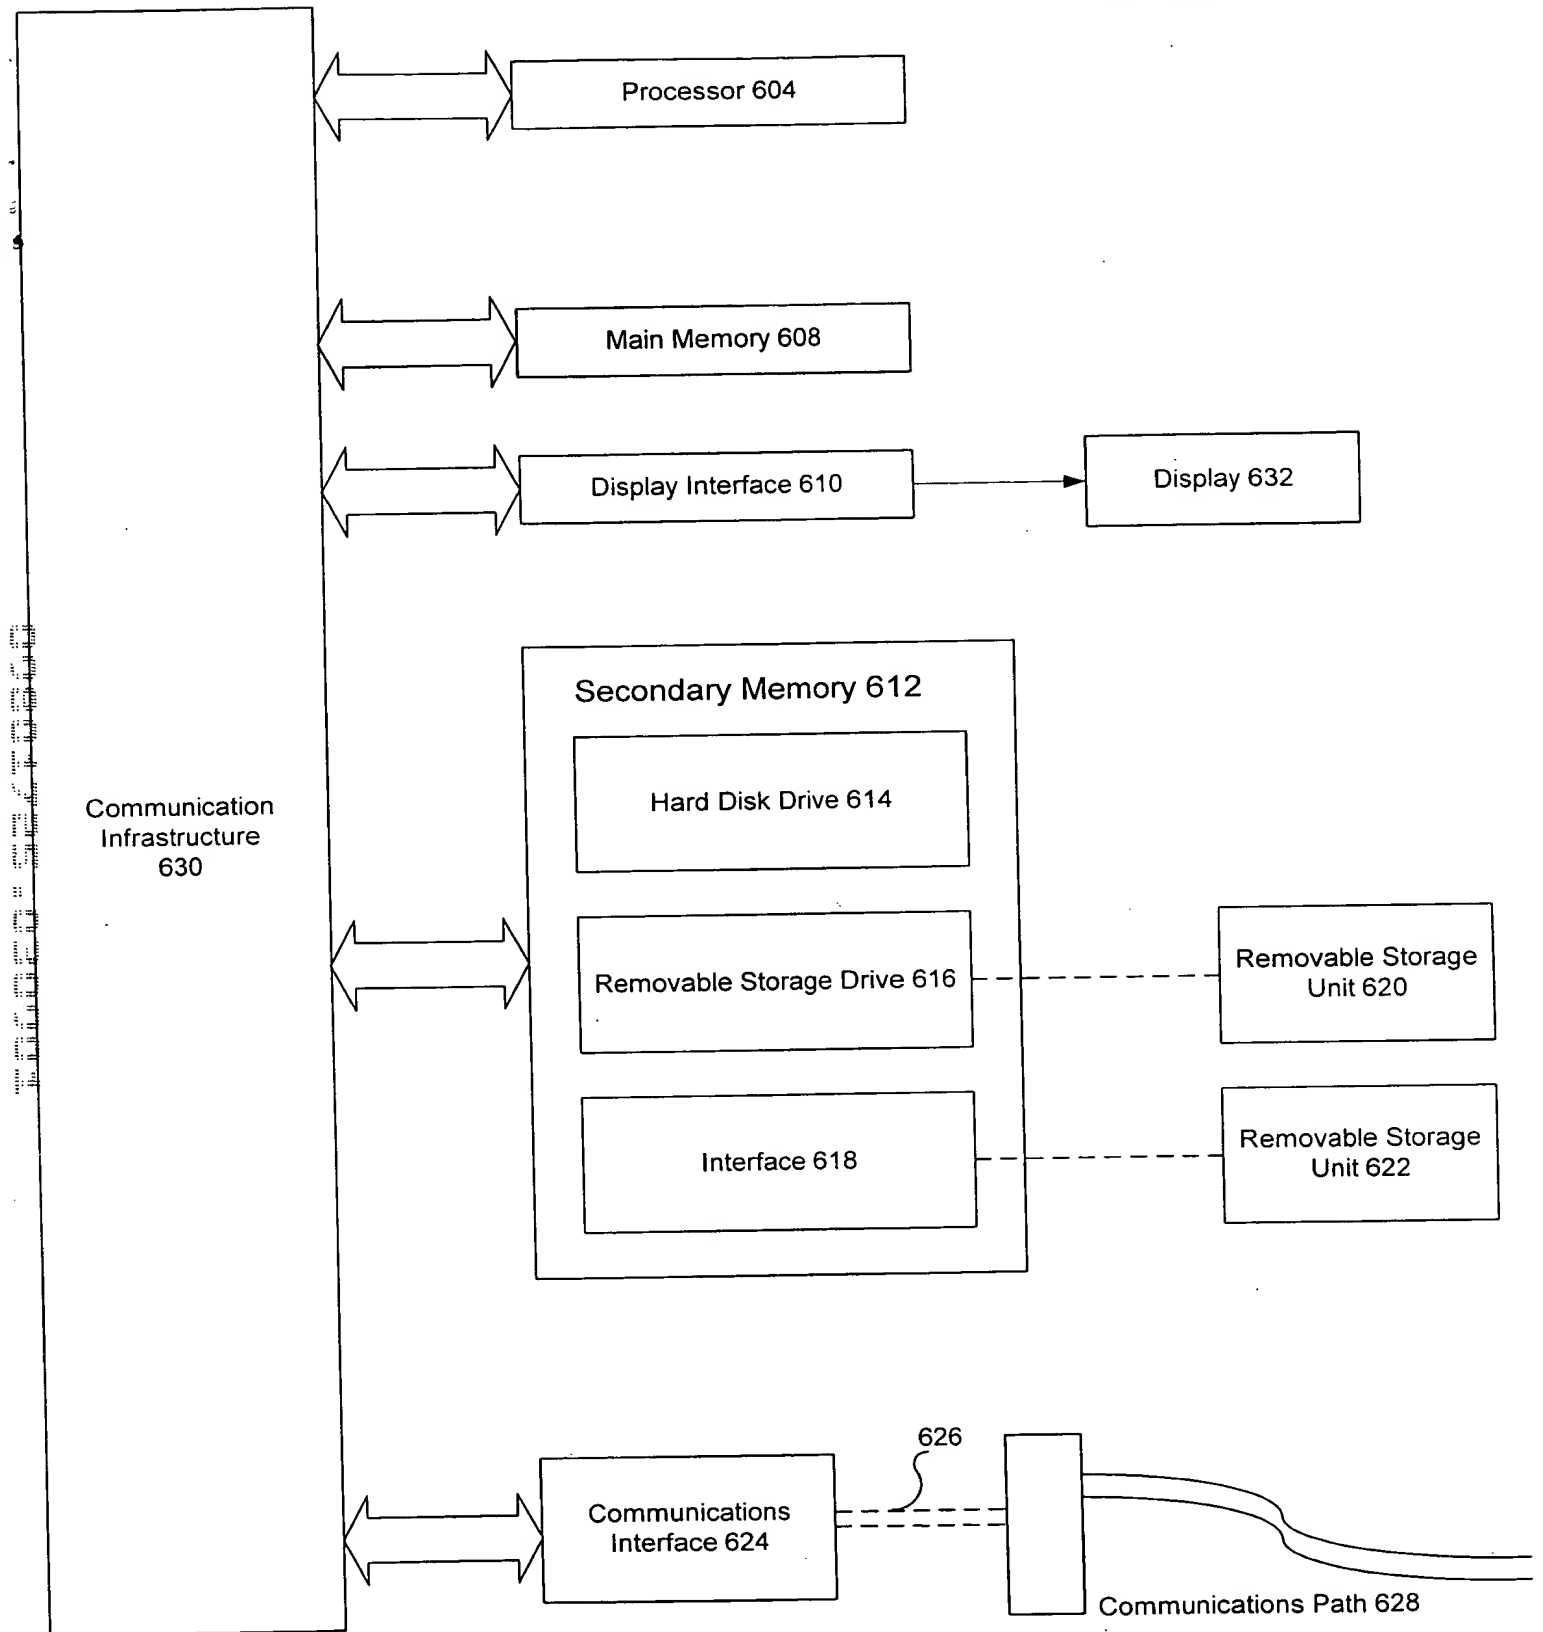 Processor 604
Main Memory 608
Display Interface 610
Display 632
Secondary Memory 612
Hard Disk Drive 614
Communication
Infrastructure
630
Removable Storage Drive 616
Removable Storage
Unit 620
Interface 618
Removable Storage
Unit 622
626
Communications
Interface 624
Communications Path 628